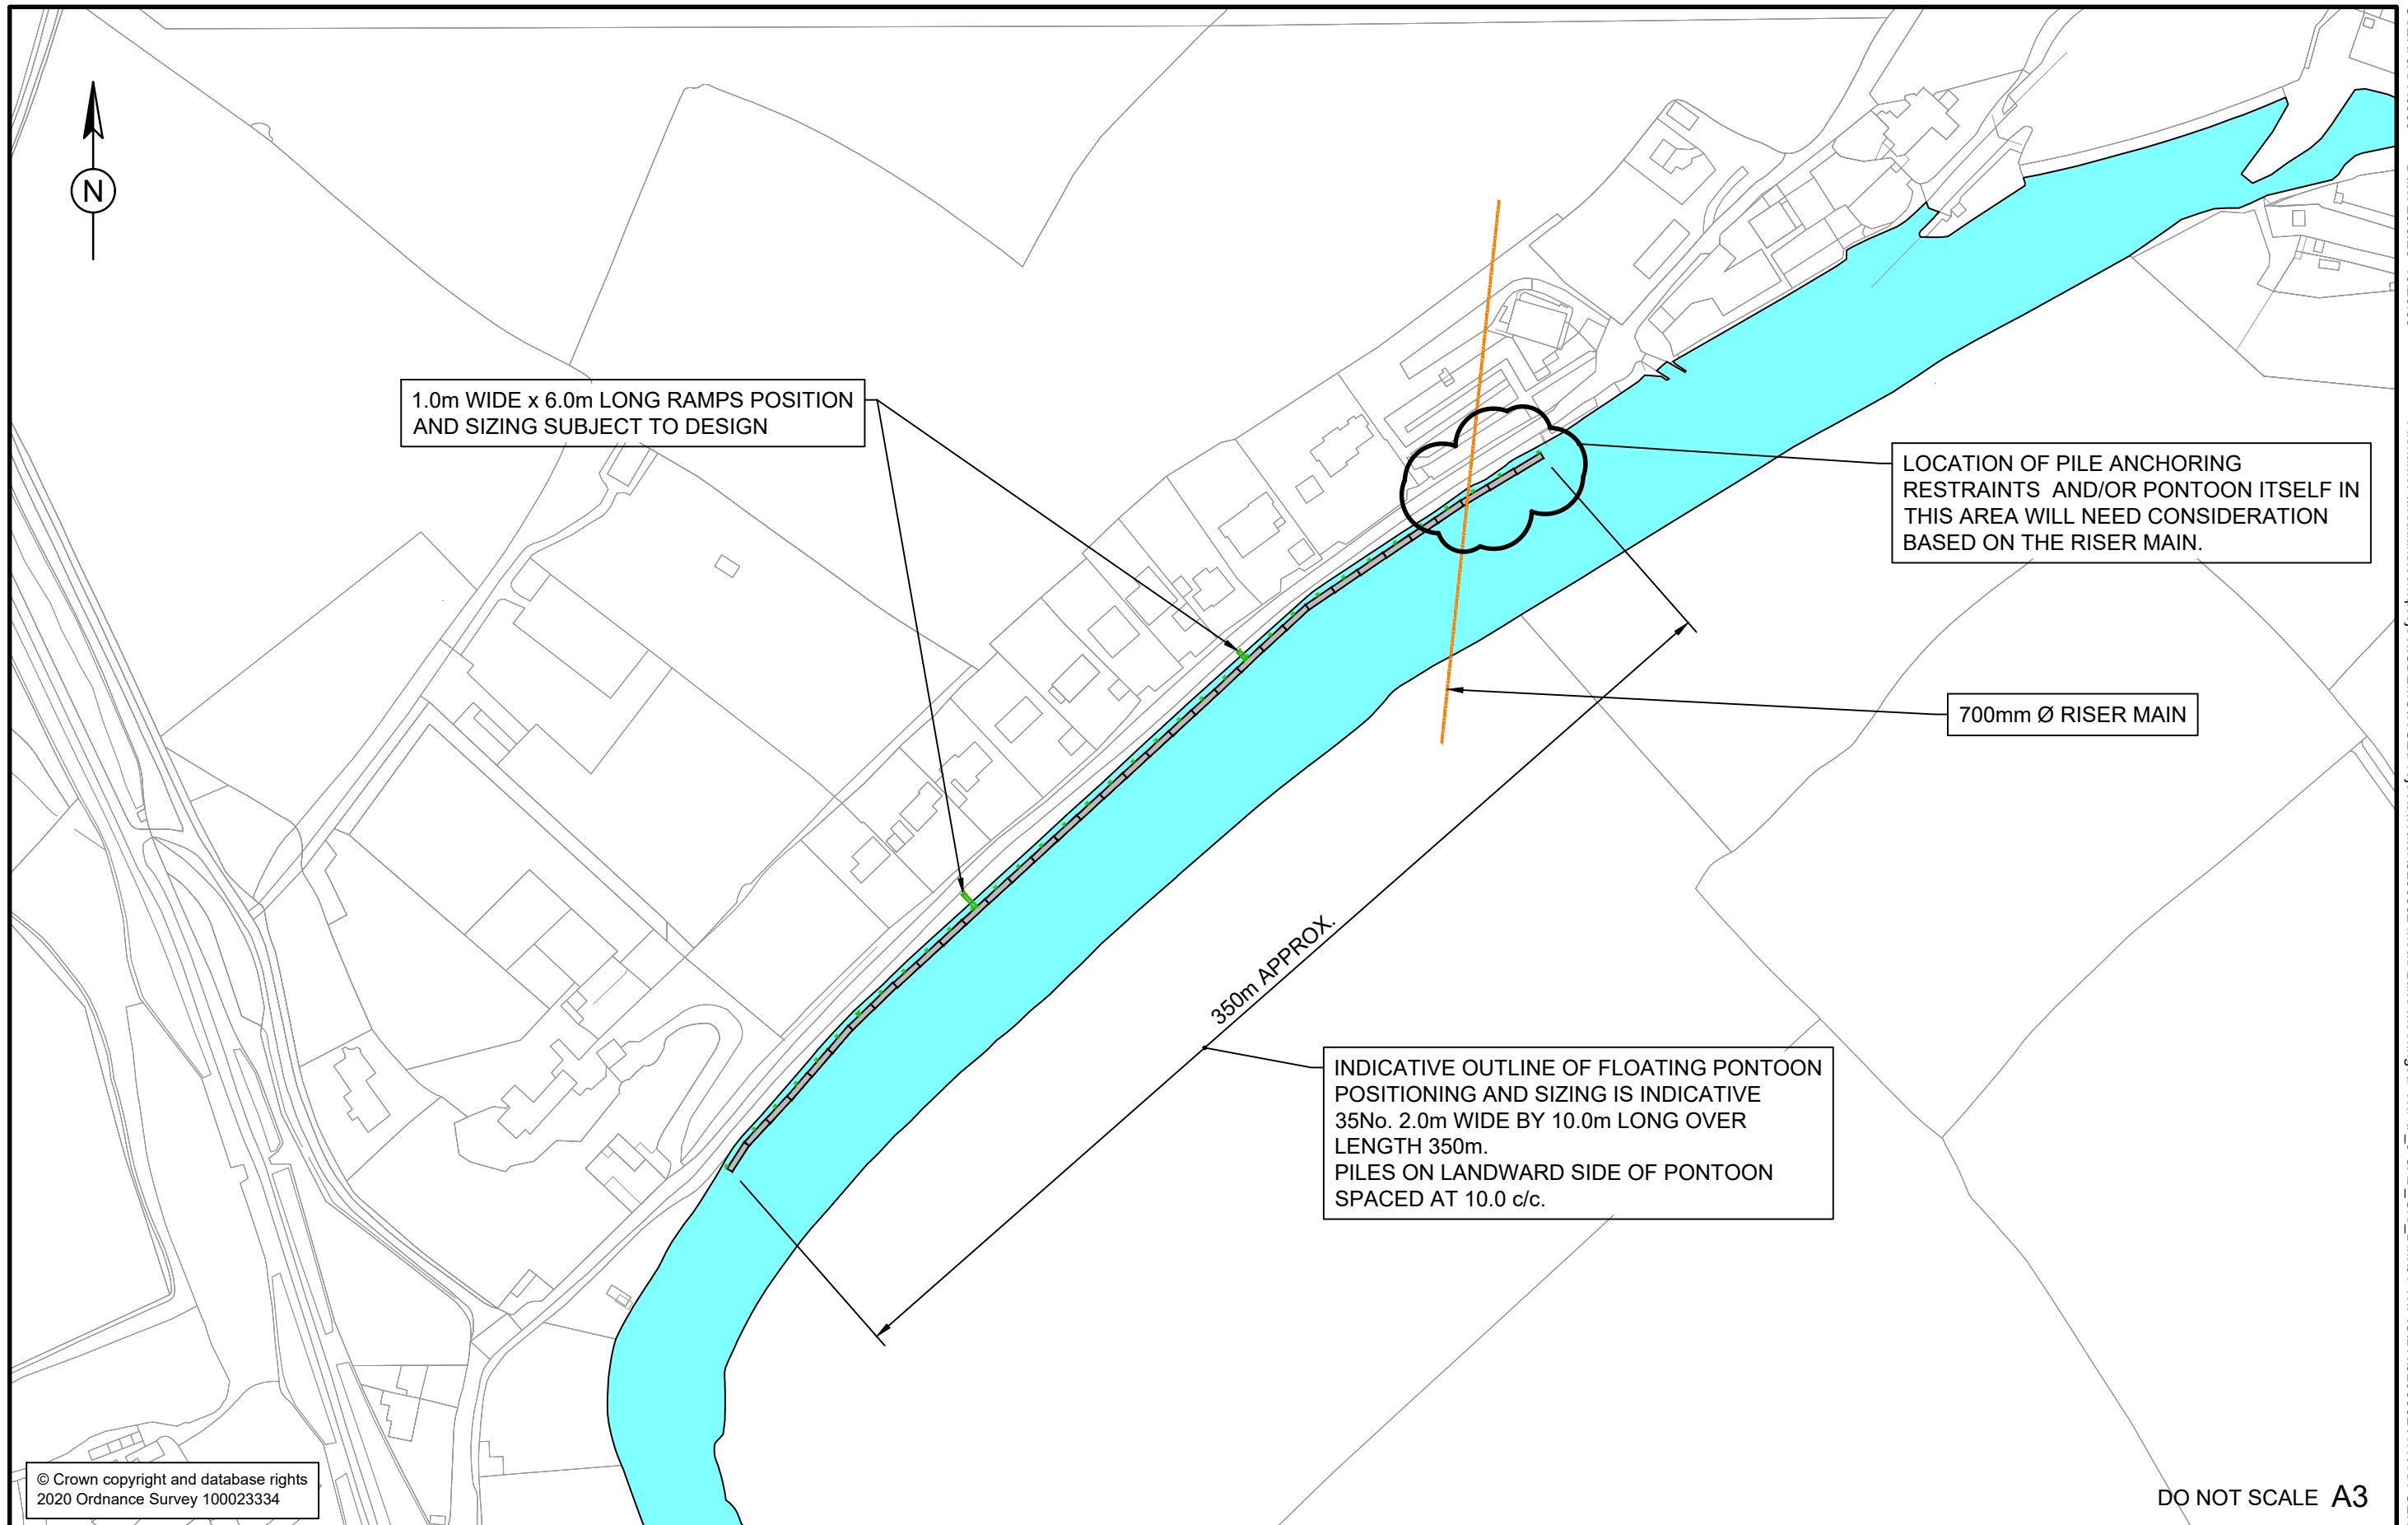 N
1.0m WIDE x 6.0m LONG RAMPS POSITION
AND SIZING SUBJECT TO DESIGN
LOCATION OF PILE ANCHORING
RESTRAINTS AND/OR PONTOON ITSELF IN
THIS AREA WILL NEED CONSIDERATION
BASED ON THE RISER MAIN.
700mm Ø RISER MAIN
350m APPROX.
INDICATIVE OUTLINE OF FLOATING PONTOON
POSITIONING AND SIZING IS INDICATIVE
35No. 2.0m WIDE BY 10.0m LONG OVER
LENGTH 350m.
PILES ON LANDWARD SIDE OF PONTOON
SPACED AT 10.0 c/c.
© Crown copyright and database rights
2020 Ordnance Survey 100023334
DO NOT SCALE A3